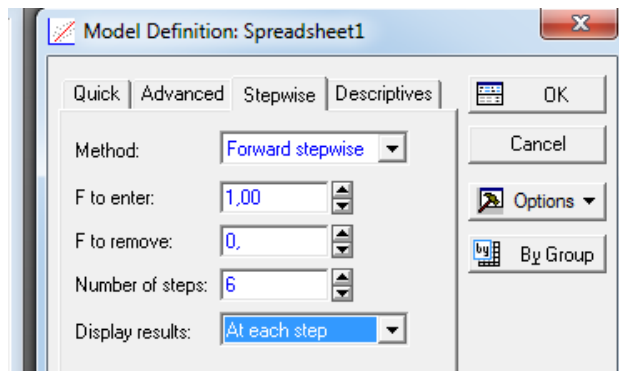 Model Definition: Spreadsheet1
Quick Advanced Stepwise Descriptives
OK
Method: Forward stepwise
Cancel
F to enter: 1,00
Options
F to remove: 0,
By Group
Number of steps: 6
Display results: At each step